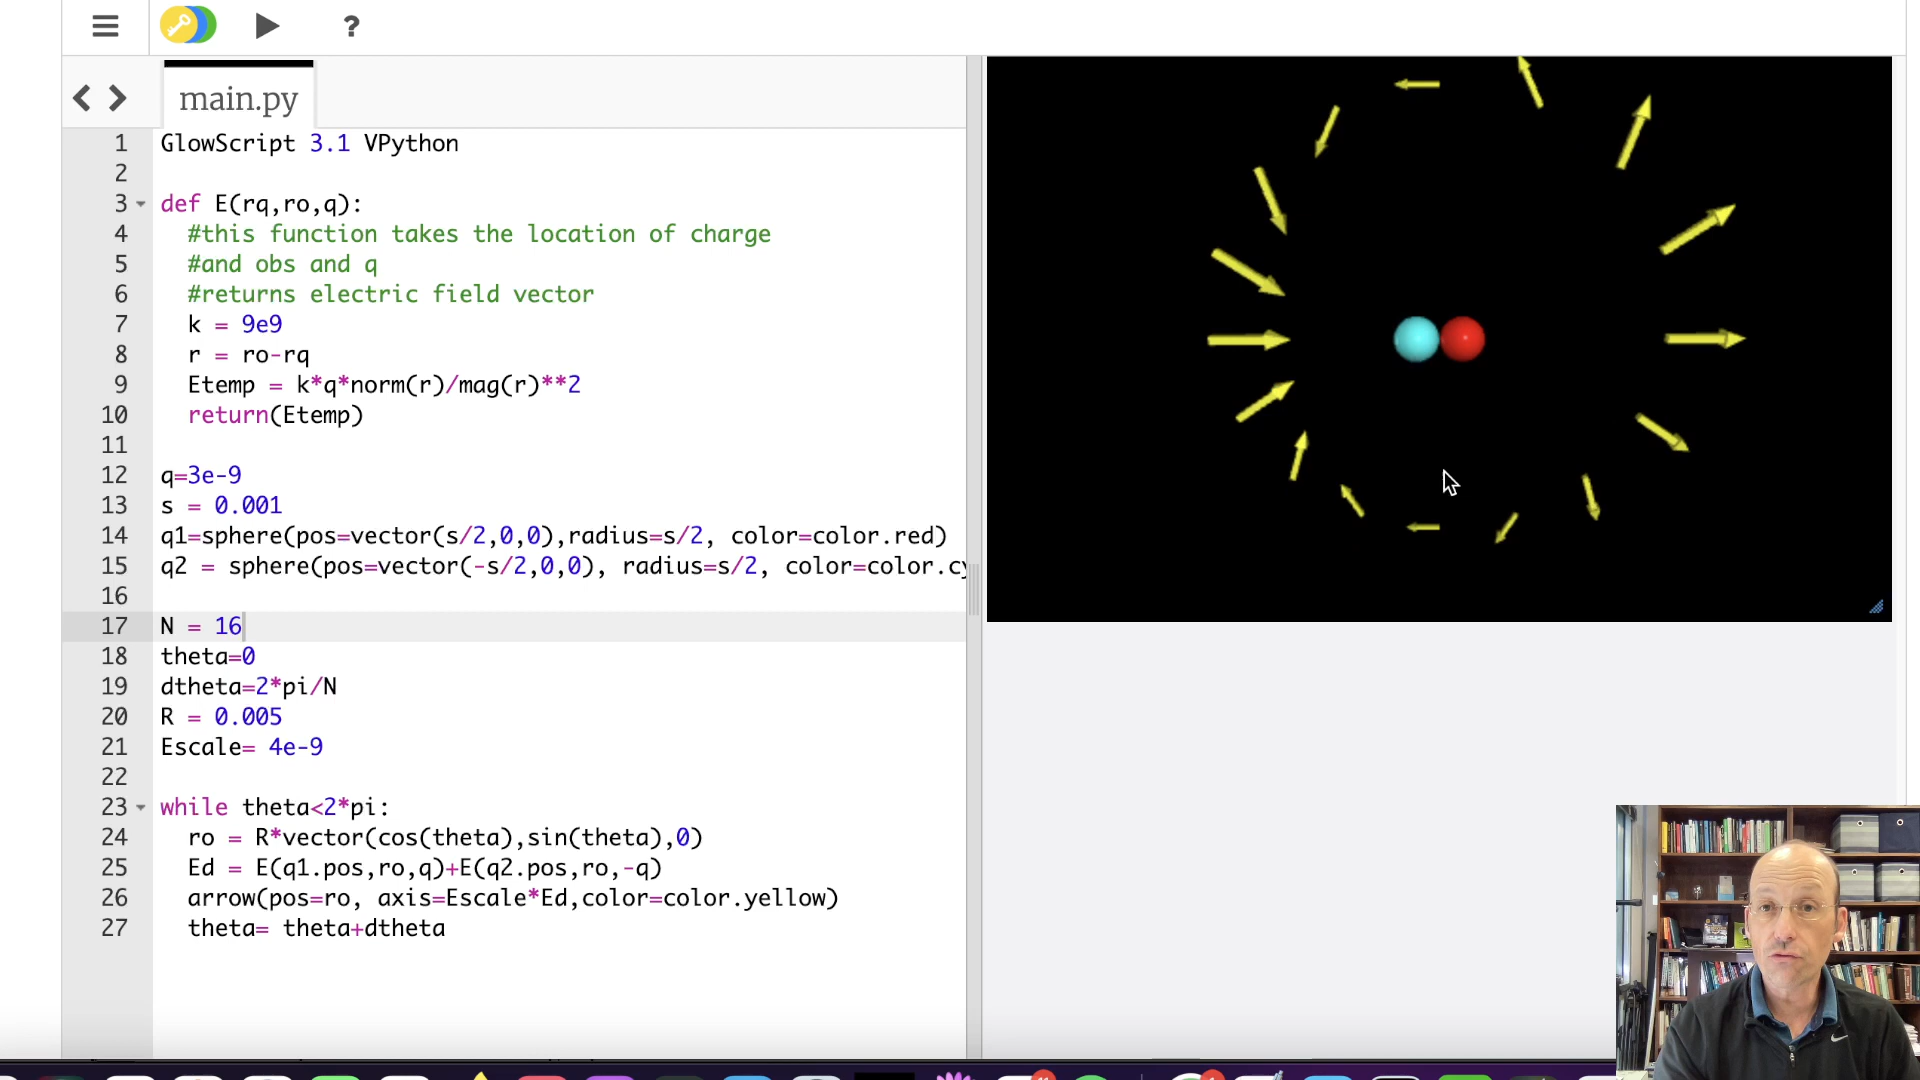 ?
main.py
1 GlowScript 3.1 VPython
2
3 def E(rq,ro,q):
4 #this function takes the location of charge
5 #and obs and q
6 #returns electric field vector
7 k = 9e9
8 r = ro-rq
9 Etemp = k*q*norm(r)/mag(r)**2
10 return(Etemp)
11
12 q=3e-9
13 s = 0.001
14 q1=sphere(pos=vector(s/2,0,0),radius=s/2, color=color.red)
15 q2 = sphere(pos=vector(-s/2,0,0), radius=s/2, color=color.cy
16
17 N = 16
18 theta=0
19 dtheta=2*pi/N
20 R = 0.005
21 Escale= 4e-9
22
23 while theta<2*pi:
24 ro = R*vector(cos(theta),sin(theta),0)
25 Ed = E(q1.pos,ro,q)+E(q2.pos,ro,-q)
26 arrow(pos=ro, axis=Escale*Ed,color=color.yellow)
27 theta= theta+dtheta